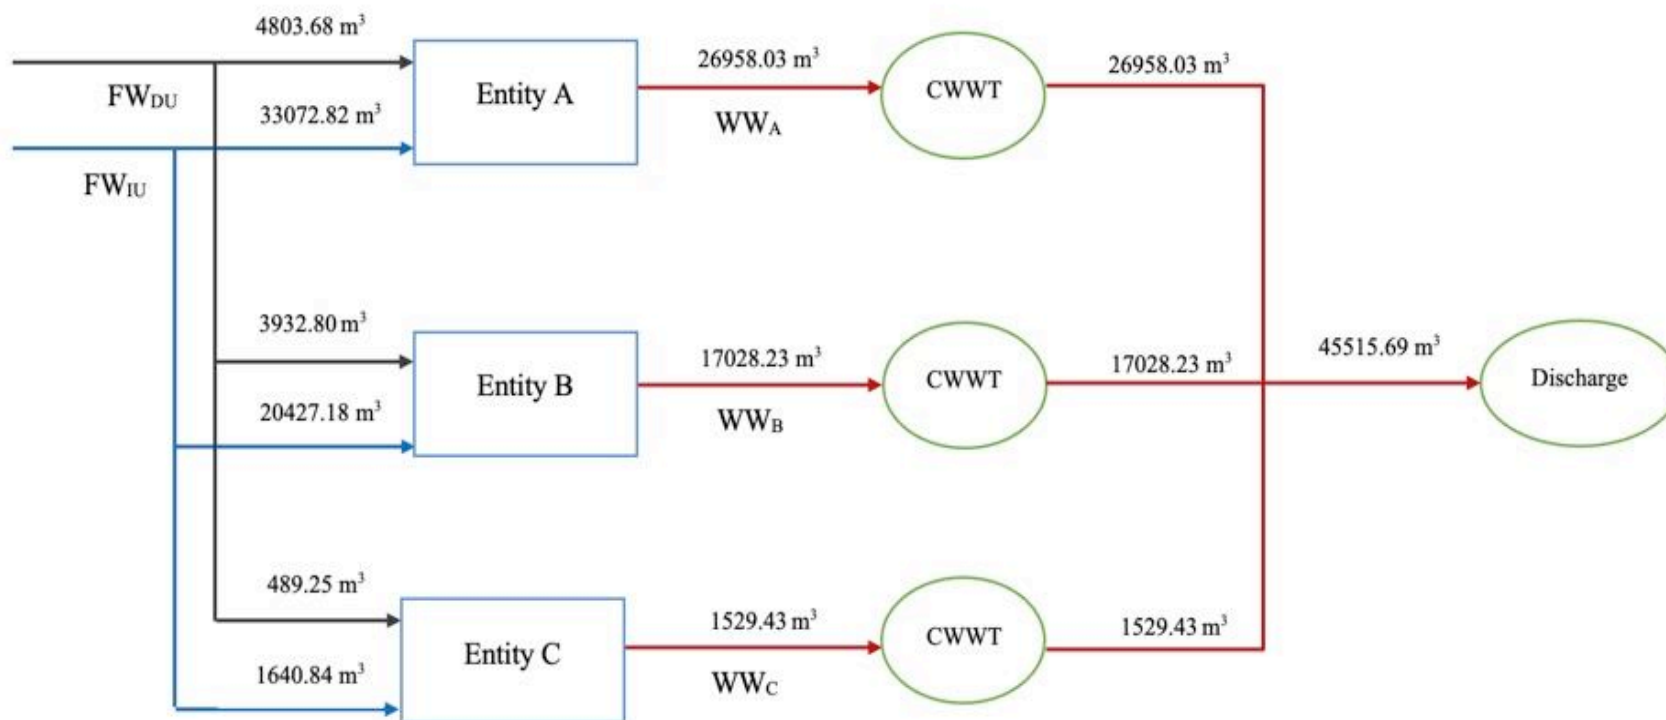 4803.68 m³
FW_DU
33072.82 m³
FW_IU
Entity A
26958.03 m³
WW_A
CWWT
26958.03 m³
3932.80 m³
20427.18 m³
Entity B
17028.23 m³
WW_B
CWWT
17028.23 m³
45515.69 m³
Discharge
489.25 m³
1640.84 m³
Entity C
1529.43 m³
WW_C
CWWT
1529.43 m³